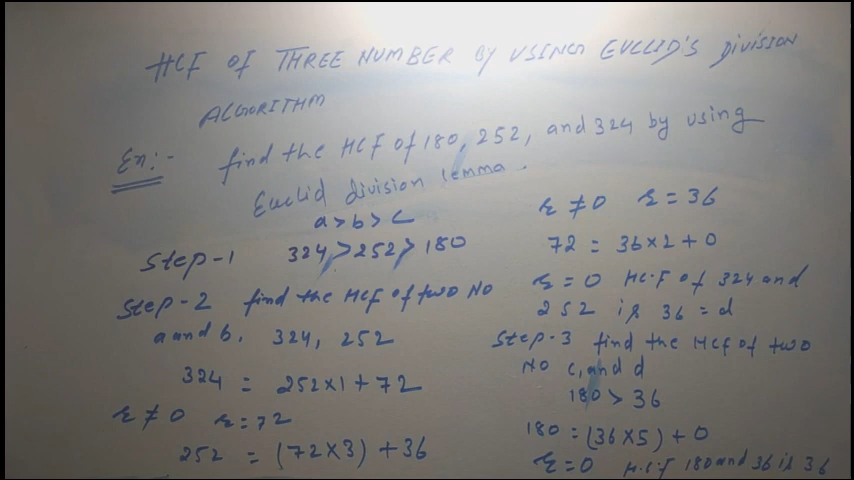 HCF OF THREE NUMBER BY USING EUCLID'S DIVISION
ALGORITHM
Ex:- find the HCF of 180, 252, and 324 by using
Euclid division lemma.
a > b > c
Step-1 324 > 252 > 180
Step-2 find the HCF of two NO
a and b. 324, 252
324 = 252×1 + 72
r ≠ 0 r = 72
252 = (72×3) + 36
r ≠ 0 r = 36
72 = 36×2 + 0
r = 0 H.C.F of 324 and
252 is 36 = d
Step-3 find the HCF of two
NO c, and d
180 > 36
180 = (36×5) + 0
r = 0 H.C.F 180 and 36 is 36